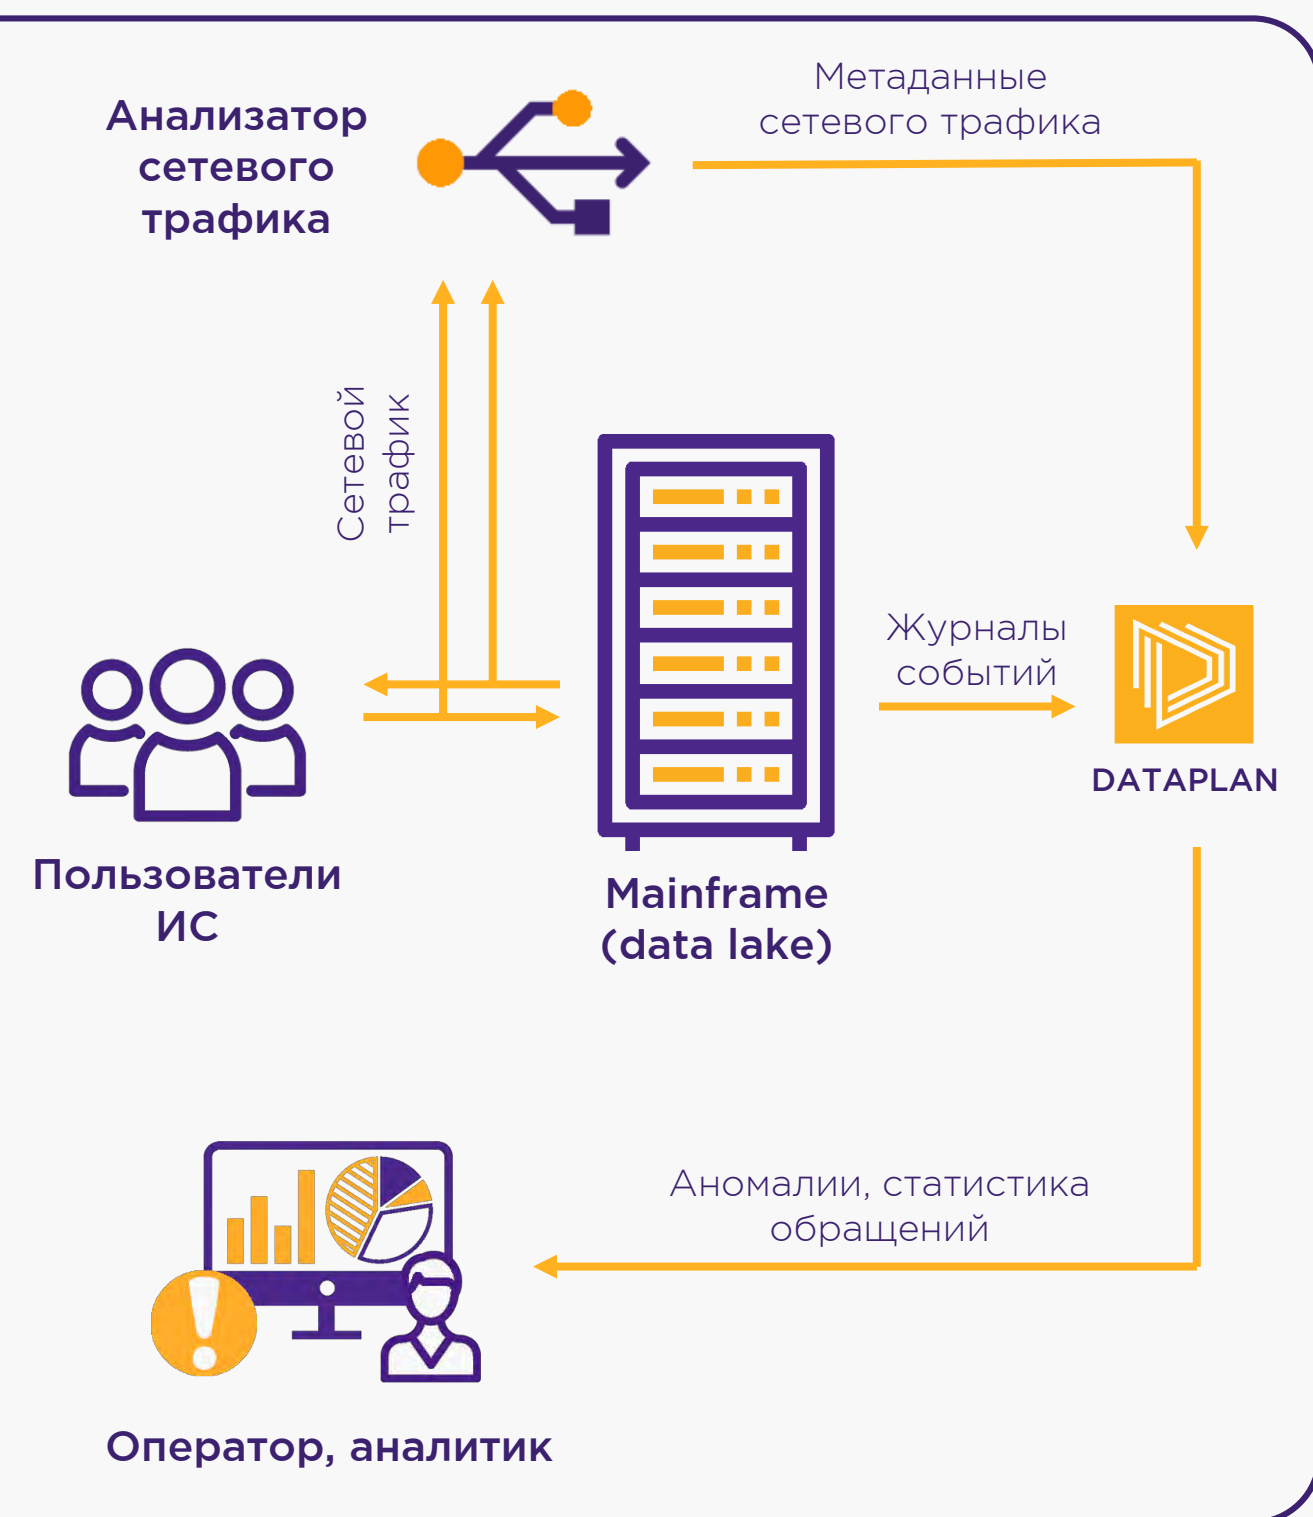 Анализатор
сетевого
трафика
Метаданные
сетевого трафика
Сетевой
трафик
Журналы
событий
DATAPLAN
Пользователи
ИС
Mainframe
(data lake)
Аномалии, статистика
обращений
Оператор, аналитик